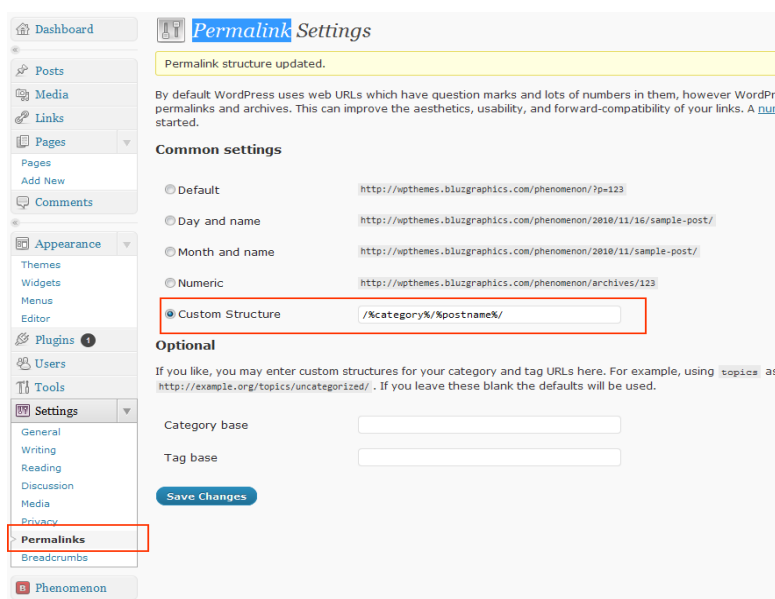 Dashboard
Posts
Media
Links
Pages
Pages
Add New
Comments
Appearance
Themes
Widgets
Menus
Editor
Plugins 1
Users
Tools
Settings
General
Writing
Reading
Discussion
Media
Privacy
Permalinks
Breadcrumbs
Phenomenon
Permalink Settings
Permalink structure updated.
By default WordPress uses web URLs which have question marks and lots of numbers in them, however WordPr
permalinks and archives. This can improve the aesthetics, usability, and forward-compatibility of your links. A nu
started.
Common settings
Default http://wpthemes.bluzgraphics.com/phenomenon/?p=123
Day and name http://wpthemes.bluzgraphics.com/phenomenon/2010/11/16/sample-post/
Month and name http://wpthemes.bluzgraphics.com/phenomenon/2010/11/sample-post/
Numeric http://wpthemes.bluzgraphics.com/phenomenon/archives/123
Custom Structure /%category%/%postname%/
Optional
If you like, you may enter custom structures for your category and tag URLs here. For example, using topics as
http://example.org/topics/uncategorized/ . If you leave these blank the defaults will be used.
Category base
Tag base
Save Changes